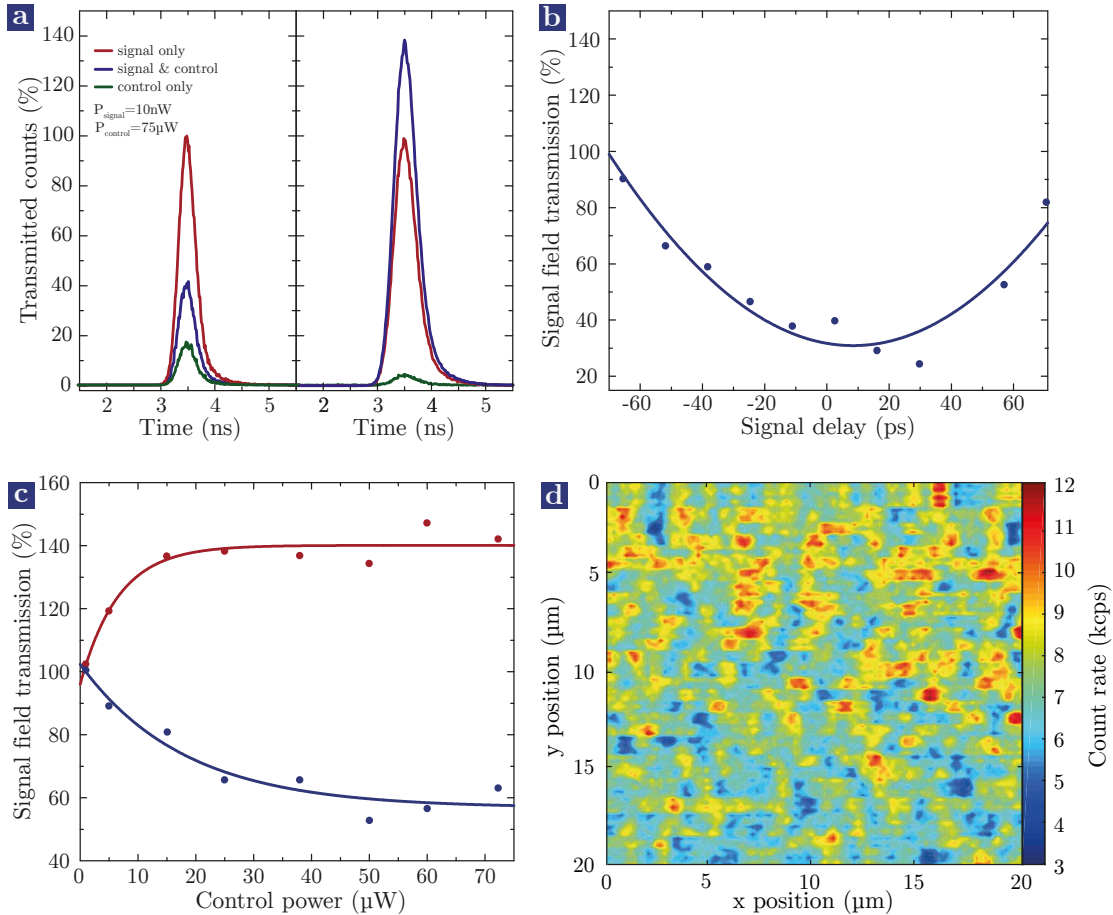 a
140
120
100
80
60
40
20
0
Transmitted counts (%)
signal only
signal & control
control only
P_signal=10nW
P_control=75µW
2 3 4 5
Time (ns)
2 3 4 5
Time (ns)
b
140
120
100
80
60
40
20
Signal field transmission (%)
-60 -40 -20 0 20 40 60
Signal delay (ps)
c
160
140
120
100
80
60
40
Signal field transmission (%)
0 10 20 30 40 50 60 70
Control power (µW)
d
0
5
10
15
20
y position (µm)
0 5 10 15 20
x position (µm)
12
11
10
9
8
7
6
5
4
3
Count rate (kcps)